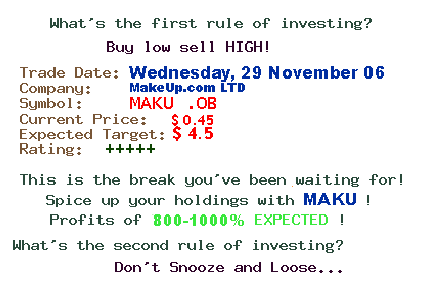 What's the first rule of investing?
Buy low sell HIGH!
Trade Date: Wednesday, 29 November 06
Company: MakeUp.com LTD
Symbol: MAKU .OB
Current Price: $0.45
Expected Target: $ 4.5
Rating: +++++
This is the break you've been waiting for!
Spice up your holdings with MAKU !
Profits of 800-1000% EXPECTED !
What's the second rule of investing?
Don't Snooze and Loose...